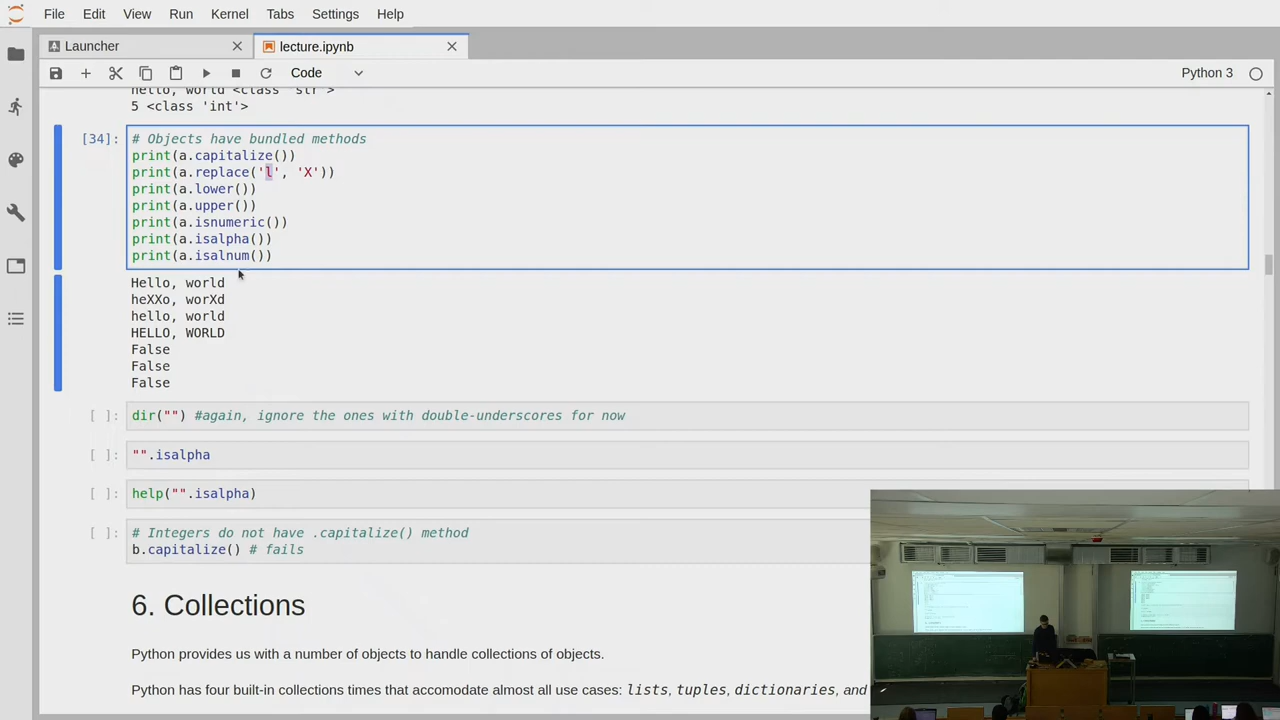 File Edit View Run Kernel Tabs Settings Help
Launcher
lecture.ipynb
Code
Python 3
hello, world <class 'str'>
5 <class 'int'>
[34]:
# Objects have bundled methods
print(a.capitalize())
print(a.replace('l', 'X'))
print(a.lower())
print(a.upper())
print(a.isnumeric())
print(a.isalpha())
print(a.isalnum())
Hello, world
heXXo, worXd
hello, world
HELLO, WORLD
False
False
False
[ ]: dir("") #again, ignore the ones with double-underscores for now
[ ]: "".isalpha
[ ]: help("".isalpha)
[ ]: # Integers do not have .capitalize() method
b.capitalize() # fails
6. Collections
Python provides us with a number of objects to handle collections of objects.
Python has four built-in collections times that accomodate almost all use cases: lists, tuples, dictionaries, and